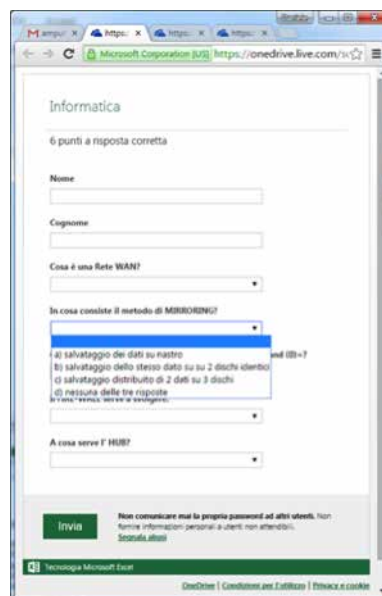 https:
https:
https:
Microsoft Corporation [US] https://onedrive.live.com/
Informatica
6 punti a risposta corretta
Nome
Cognome
Cosa é una Rete WAN?
In cosa consiste il metodo di MIRRORING?
a) salvataggio dei dati su nastro
and (B)=?
b) salvataggio dello stesso dato su su 2 dischi identici
c) salvataggio distribuito di 2 dati su 3 dischi
d) nessuna delle tre risposte
A cosa serve l' HUB?
Invia
Non comunicare mai la propria password ad altri utenti. Non
fornire informazioni personali a utenti non attendibili.
Segnala abusi
Tecnologia Microsoft Excel
OneDrive | Condizioni per l'utilizzo | Privacy e cookie